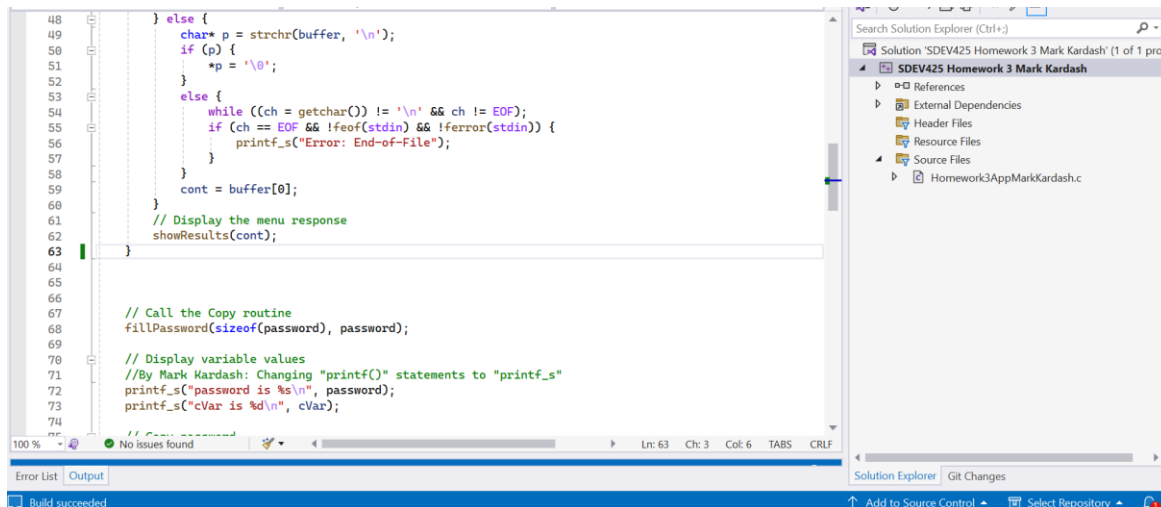 48 } else {
49 char* p = strchr(buffer, '\n');
50 if (p) {
51 *p = '\0';
52 }
53 else {
54 while ((ch = getchar()) != '\n' && ch != EOF);
55 if (ch == EOF && !feof(stdin) && !ferror(stdin)) {
56 printf_s("Error: End-of-File");
57 }
58 }
59 cont = buffer[0];
60 }
61 // Display the menu response
62 showResults(cont);
63 }
64
65
66
67 // Call the Copy routine
68 fillPassword(sizeof(password), password);
69
70 // Display variable values
71 //By Mark Kardash: Changing "printf()" statements to "printf_s"
72 printf_s("password is %s\n", password);
73 printf_s("cVar is %d\n", cVar);
74
100 % No issues found Ln: 63 Ch: 3 Col: 6 TABS CRLF
Error List Output
Build succeeded
Search Solution Explorer (Ctrl+;)
Solution 'SDEV425 Homework 3 Mark Kardash' (1 of 1 pro
SDEV425 Homework 3 Mark Kardash
References
External Dependencies
Header Files
Resource Files
Source Files
Homework3AppMarkKardash.c
Solution Explorer Git Changes
Add to Source Control Select Repository